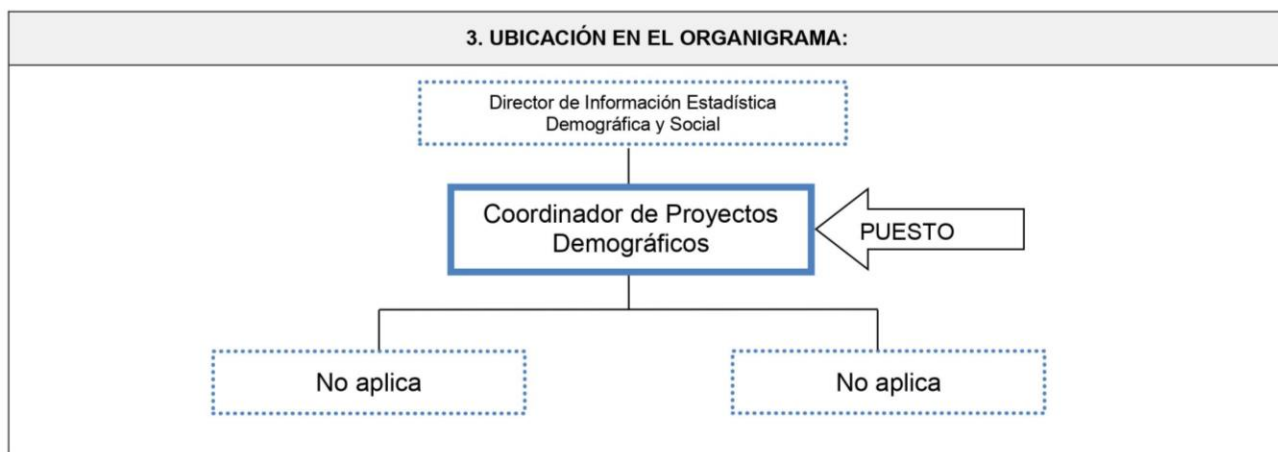 3. UBICACIÓN EN EL ORGANIGRAMA:
Director de Información Estadística
Demográfica y Social
Coordinador de Proyectos
Demográficos
PUESTO
No aplica
No aplica